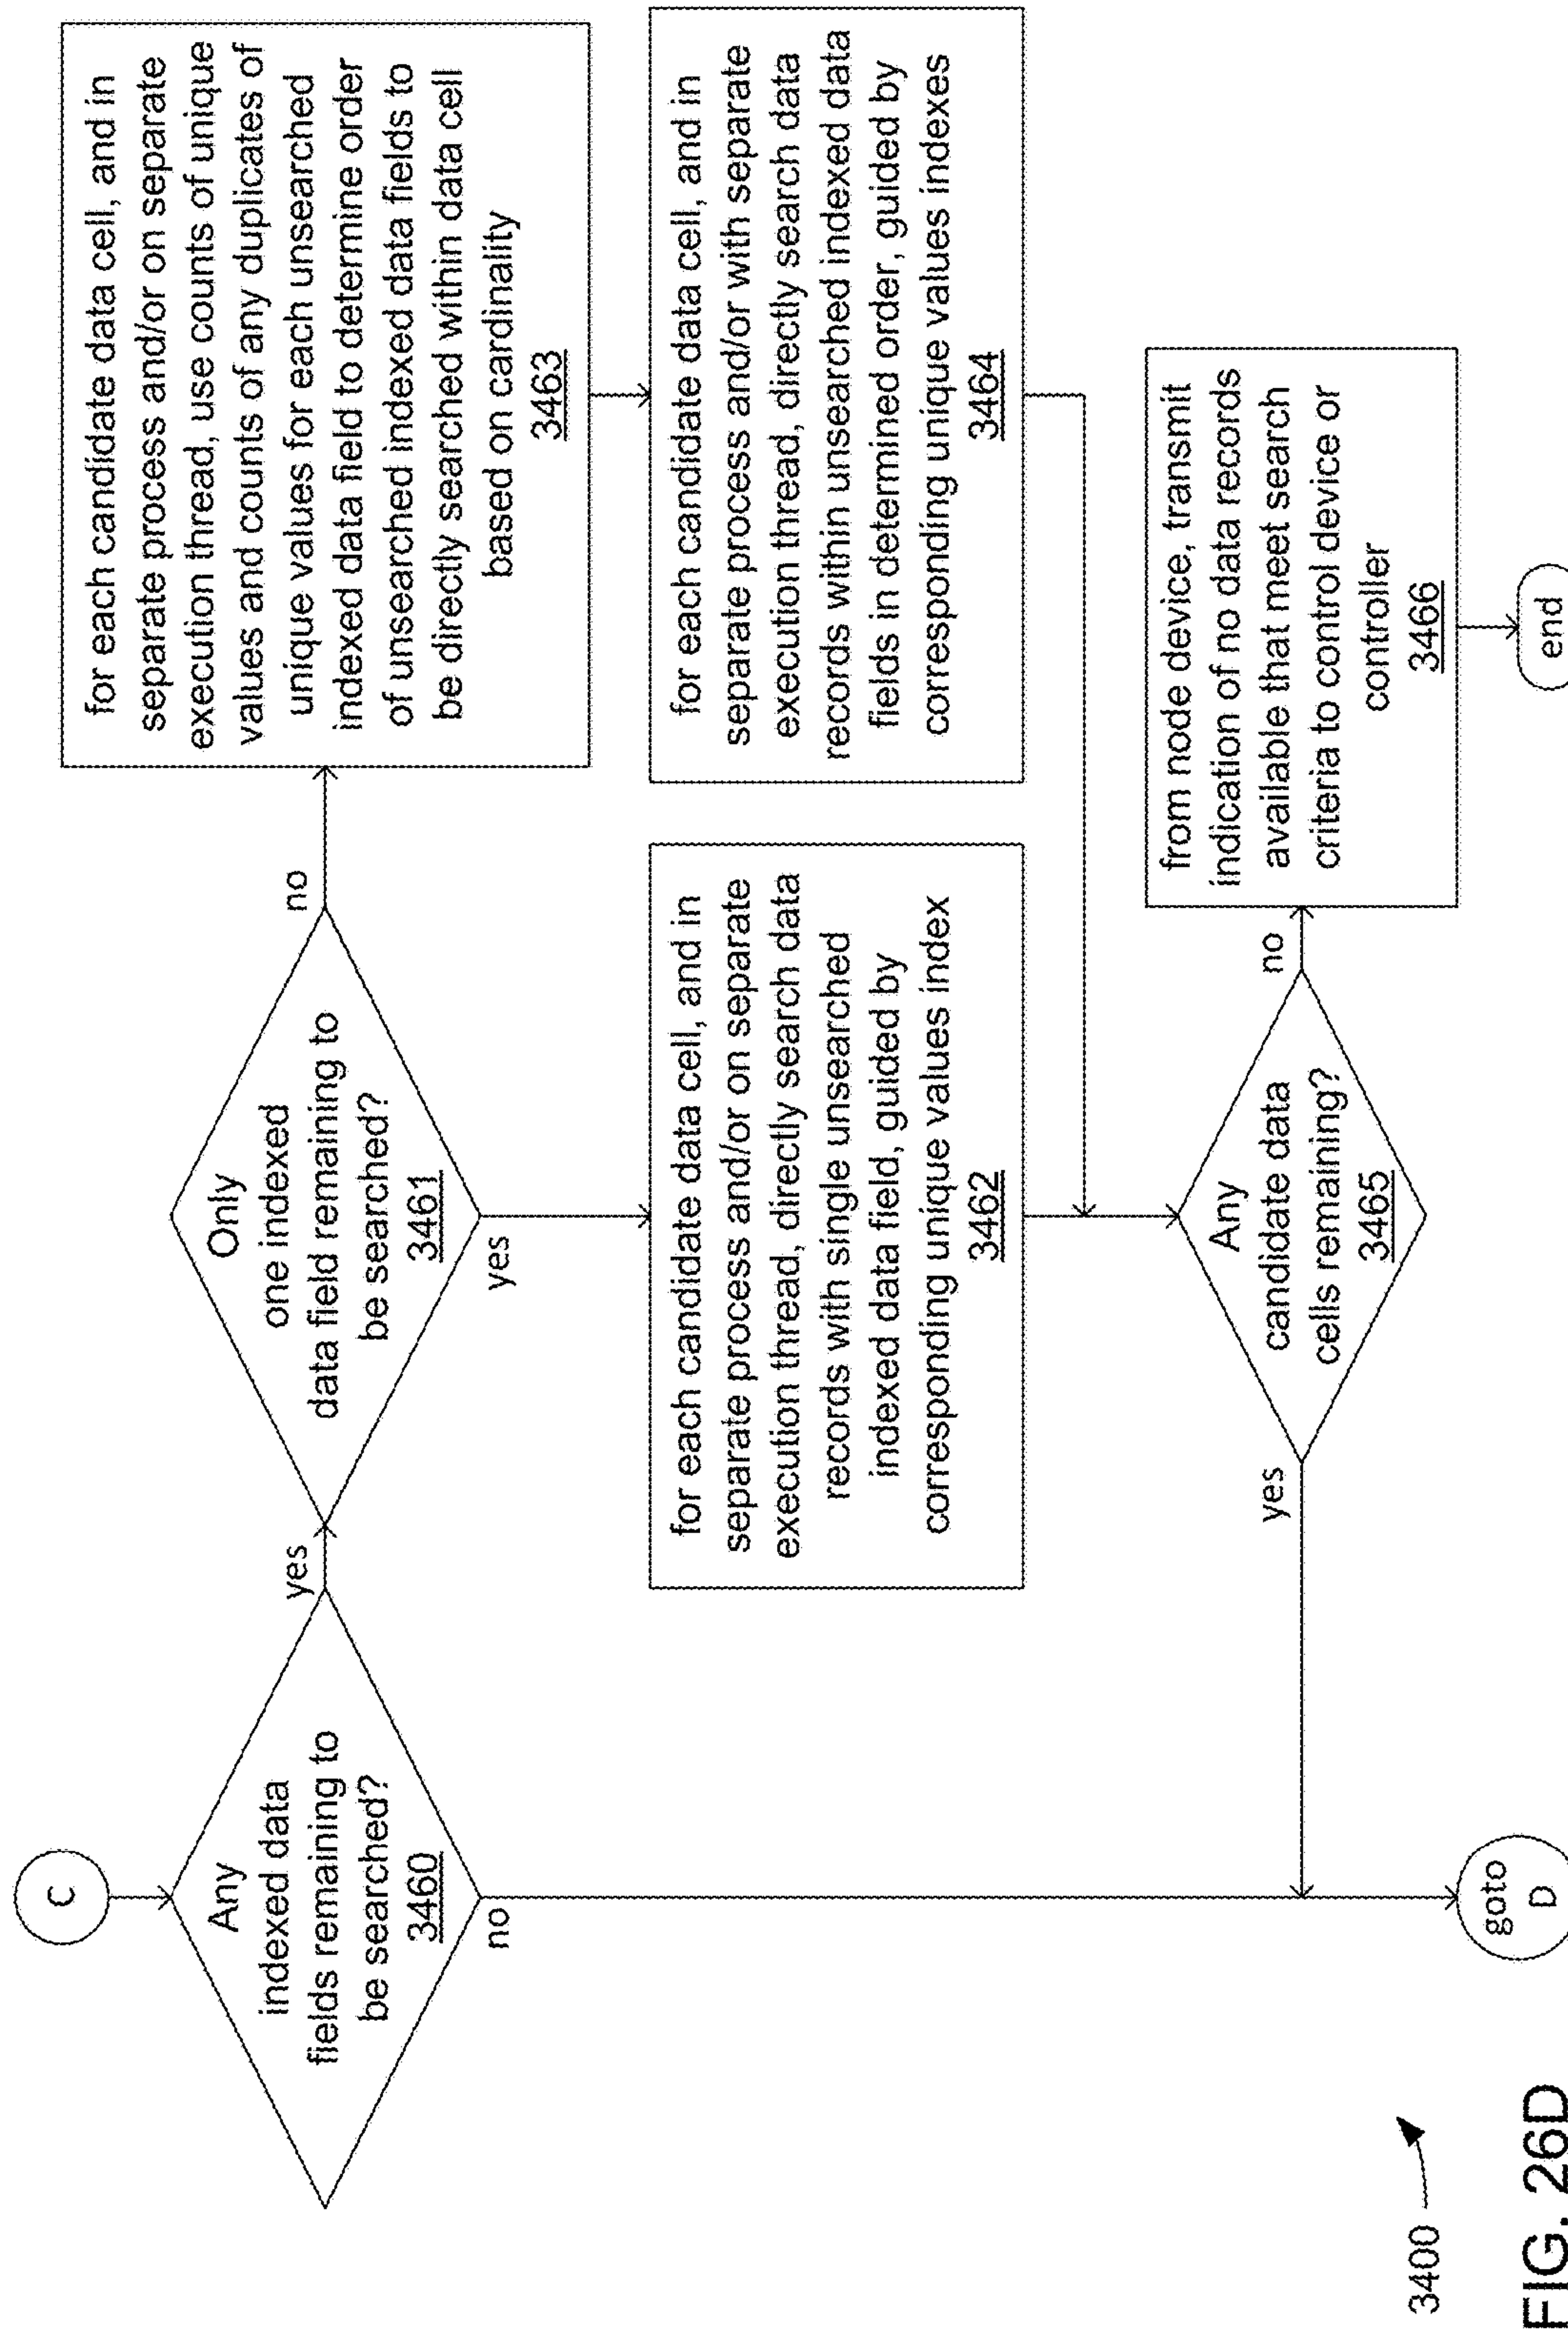 C
Any
indexed data
fields remaining to
be searched?
3460
yes
no
Only
one indexed
data field remaining to
be searched?
3461
no
yes
for each candidate data cell, and in
separate process and/or on separate
execution thread, use counts of unique
values and counts of any duplicates of
unique values for each unsearched
indexed data field to determine order
of unsearched indexed data fields to
be directly searched within data cell
based on cardinality
3463
for each candidate data cell, and in
separate process and/or on separate
execution thread, directly search data
records with single unsearched
indexed data field, guided by
corresponding unique values index
3462
for each candidate data cell, and in
separate process and/or with separate
execution thread, directly search data
records within unsearched indexed data
fields in determined order, guided by
corresponding unique values indexes
3464
Any
candidate data
cells remaining?
3465
yes
no
from node device, transmit
indication of no data records
available that meet search
criteria to control device or
controller
3466
goto
D
end
3400
FIG. 26D